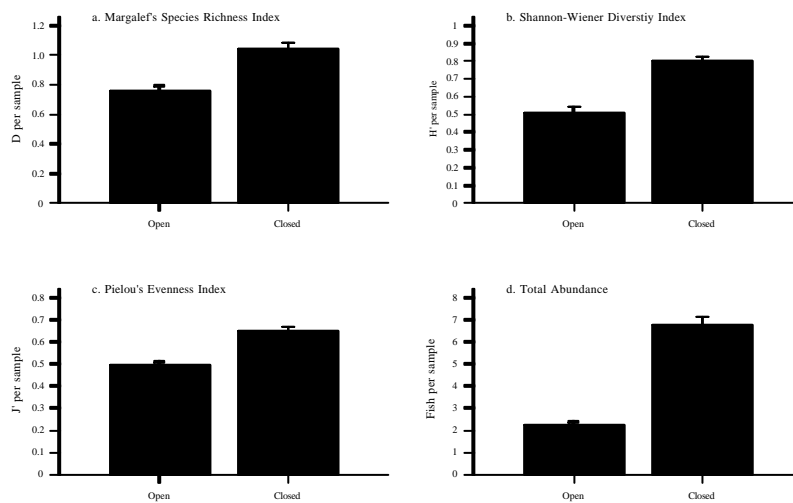 a. Margalef's Species Richness Index
1.2
1.0
0.8
0.6
0.4
0.2
0
D per sample
Open
Closed
b. Shannon-Wiener Diverstiy Index
1
0.9
0.8
0.7
0.6
0.5
0.4
0.3
0.2
0.1
0
H' per sample
Open
Closed
c. Pielou's Evenness Index
0.8
0.7
0.6
0.5
0.4
0.3
0.2
0.1
0
J' per sample
Open
Closed
d. Total Abundance
8
7
6
5
4
3
2
1
0
Fish per sample
Open
Closed